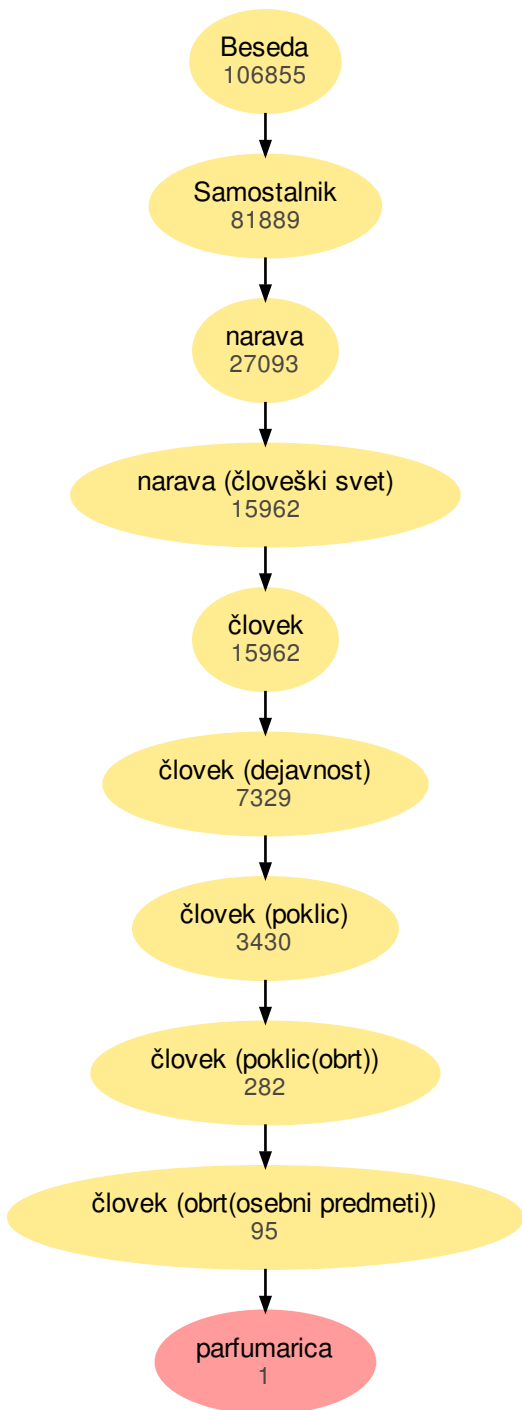 Beseda
106855
Samostalnik
81889
narava
27093
narava (človeški svet)
15962
človek
15962
človek (dejavnost)
7329
človek (poklic)
3430
človek (poklic(obrt))
282
človek (obrt(osebni predmeti))
95
parfumarica
1